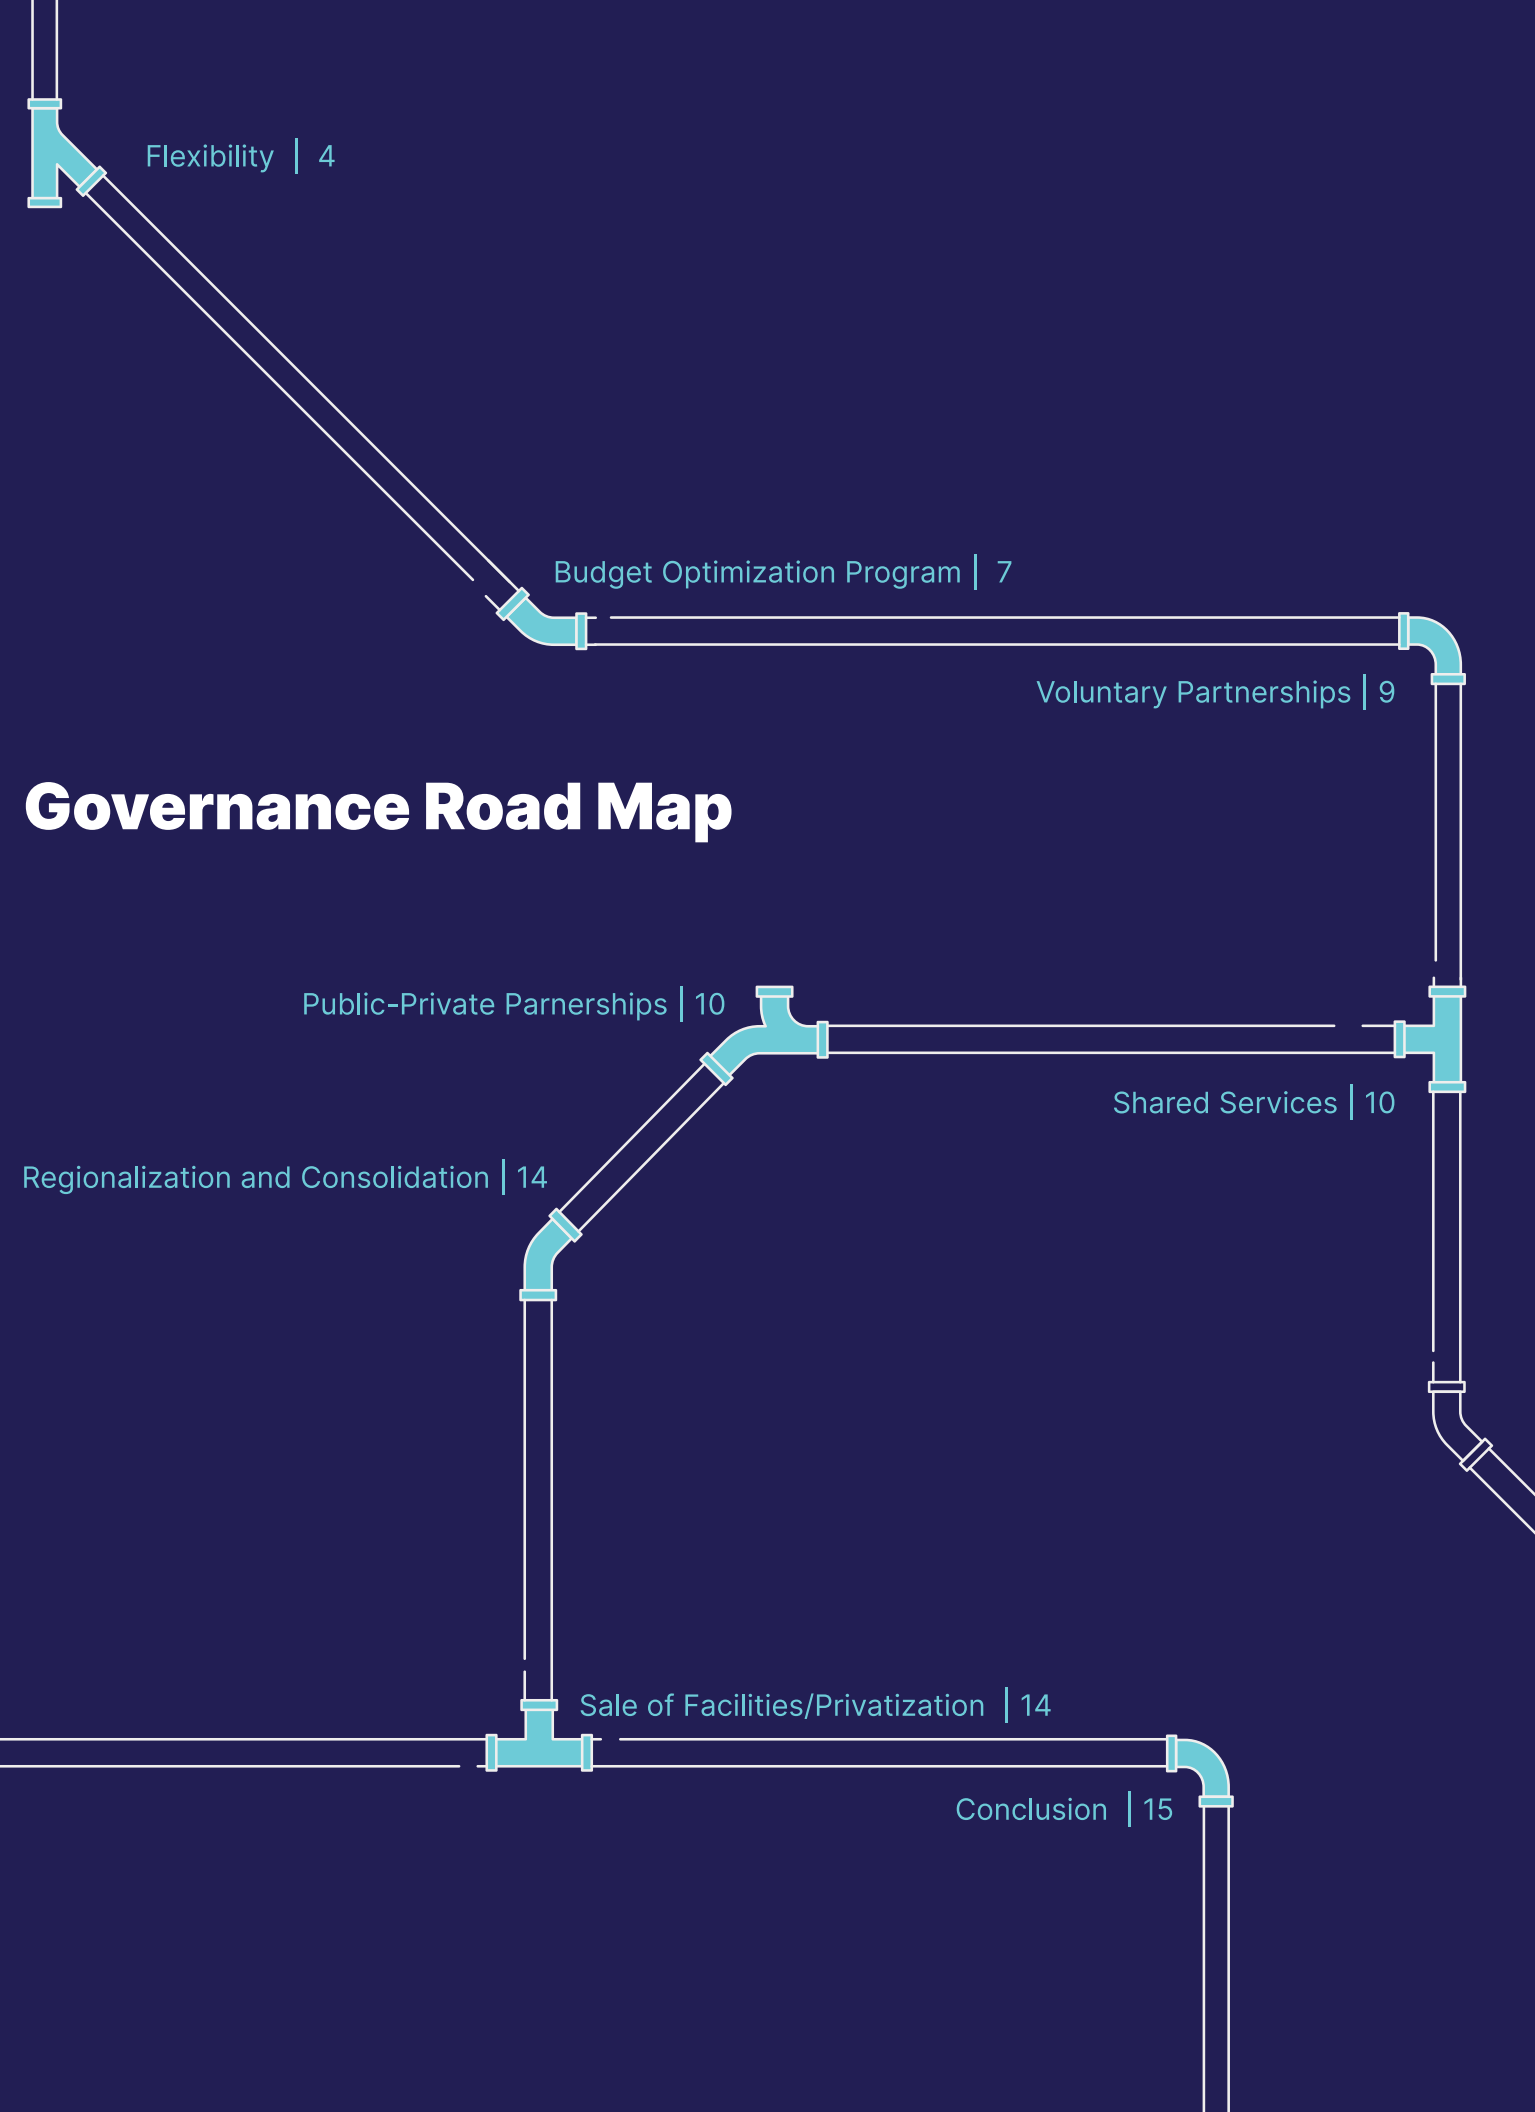 Flexibility | 4
Budget Optimization Program | 7
Voluntary Partnerships | 9
Governance Road Map
Public-Private Parnerships | 10
Shared Services | 10
Regionalization and Consolidation | 14
Sale of Facilities/Privatization | 14
Conclusion | 15